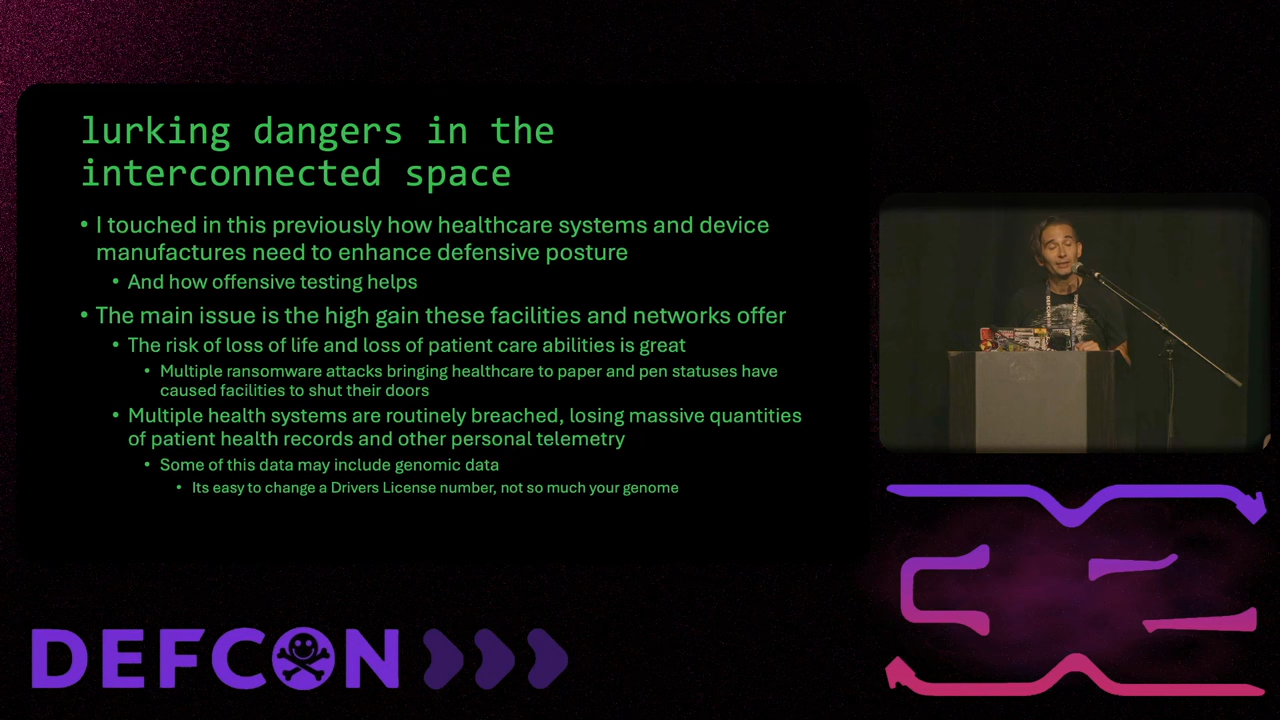 lurking dangers in the
interconnected space
• I touched in this previously how healthcare systems and device
manufactures need to enhance defensive posture
• And how offensive testing helps
• The main issue is the high gain these facilities and networks offer
• The risk of loss of life and loss of patient care abilities is great
• Multiple ransomware attacks bringing healthcare to paper and pen statuses have
caused facilities to shut their doors
• Multiple health systems are routinely breached, losing massive quantities
of patient health records and other personal telemetry
• Some of this data may include genomic data
• Its easy to change a Drivers License number, not so much your genome
DEFCON